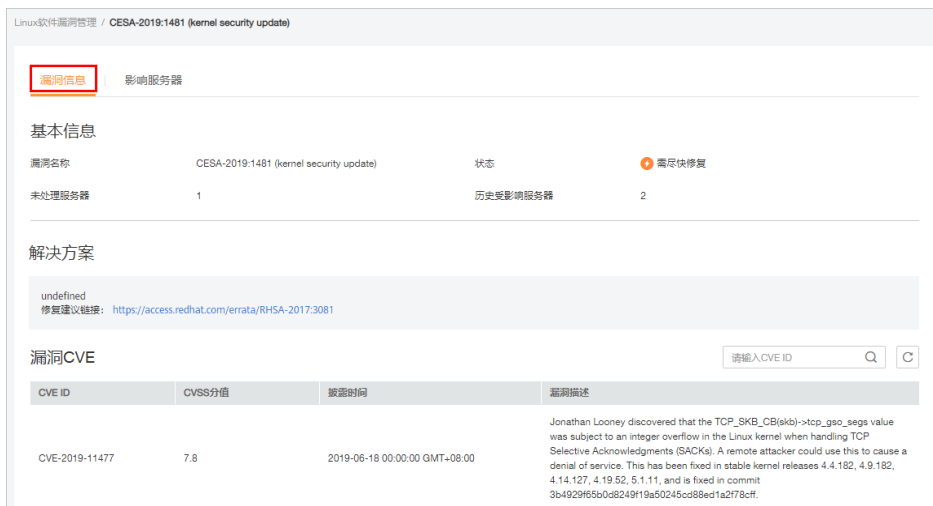 Linux软件漏洞管理 / CESA-2019:1481 (kernel security update)
漏洞信息 影响服务器
基本信息
漏洞名称 CESA-2019:1481 (kernel security update) 状态 需尽快修复
未处理服务器 1 历史受影响服务器 2
解决方案
undefined
修复建议链接： https://access.redhat.com/errata/RHSA-2017:3081
漏洞CVE 请输入CVE ID
CVE ID CVSS分值 披露时间 漏洞描述
Jonathan Looney discovered that the TCP_SKB_CB(skb)->tcp_gso_segs value
was subject to an integer overflow in the Linux kernel when handling TCP
Selective Acknowledgments (SACKs). A remote attacker could use this to cause a
CVE-2019-11477 7.8 2019-06-18 00:00:00 GMT+08:00 denial of service. This has been fixed in stable kernel releases 4.4.182, 4.9.182,
4.14.127, 4.19.52, 5.1.11, and is fixed in commit
3b4929f65b0d8249f19a50245cd88ed1a2f78cff.